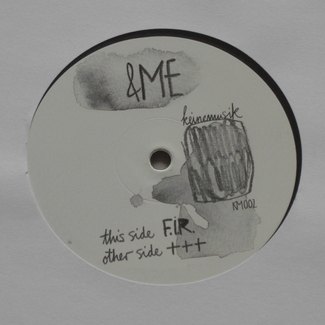 &ME
keinemusik
KM002
this side F.I.R.
other side +++